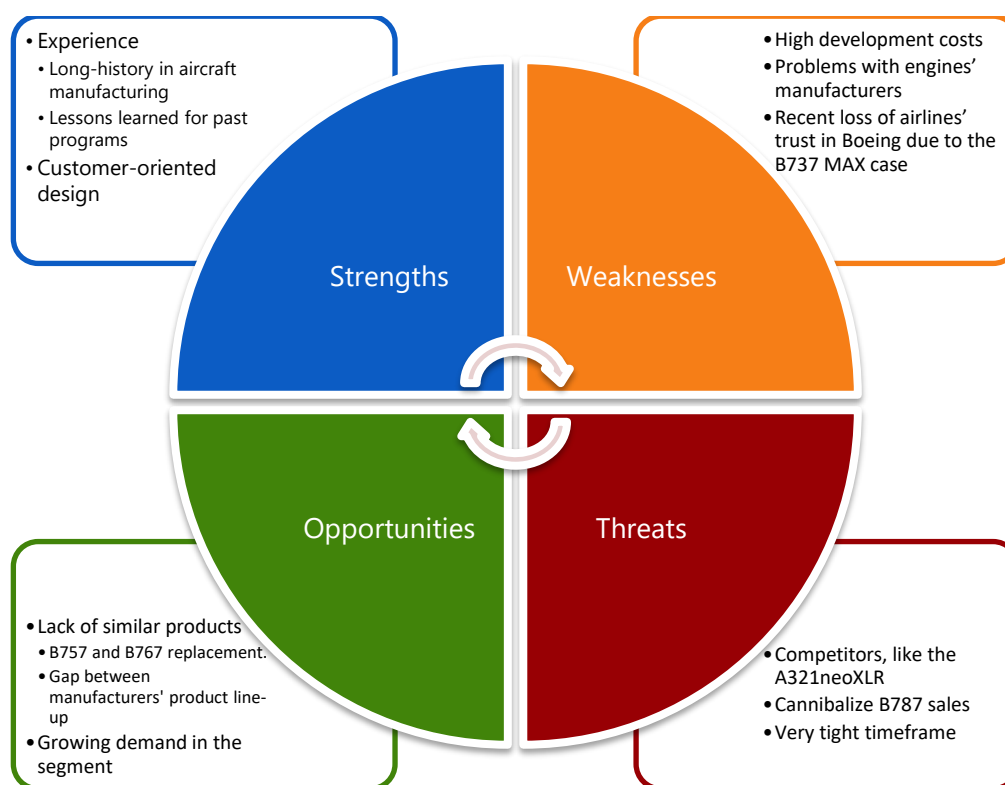 • Experience
• Long-history in aircraft
manufacturing
• Lessons learned for past
programs
• Customer-oriented
design
• High development costs
• Problems with engines’
manufacturers
• Recent loss of airlines’
trust in Boeing due to the
B737 MAX case
Strengths
Weaknesses
Opportunities
Threats
• Lack of similar products
• B757 and B767 replacement.
• Gap between
manufacturers' product line-
up
• Growing demand in the
segment
• Competitors, like the
A321neoXLR
• Cannibalize B787 sales
• Very tight timeframe